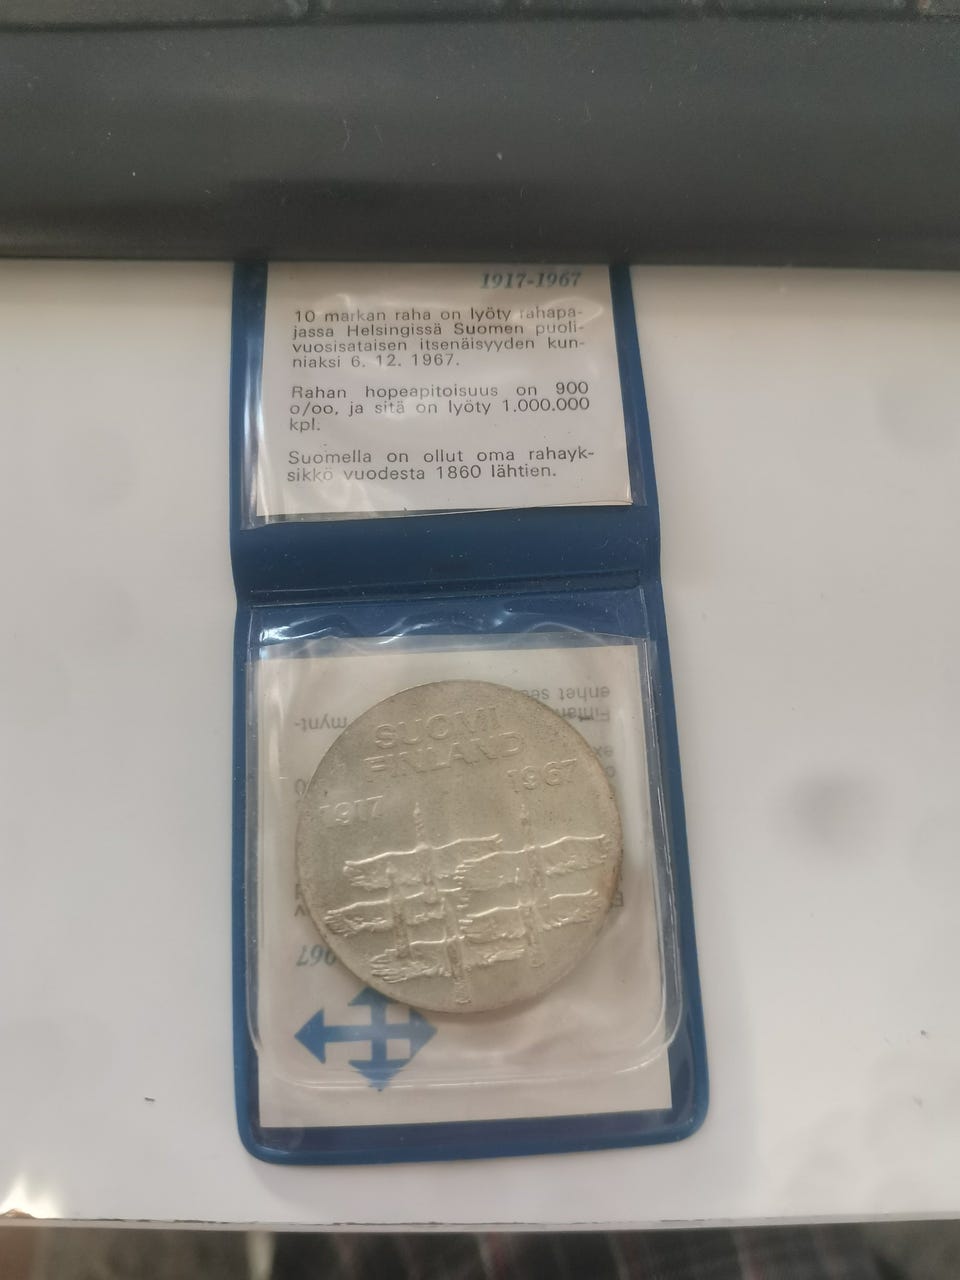 1917-1967
10 markan raha on lyöty rahapa-
jassa Helsingissä Suomen puoli-
vuosisataisen itsenäisyyden kun-
niaksi 6. 12. 1967.
Rahan hopeapitoisuus on 900
o/oo, ja sitä on lyöty 1.000.000
kpl.
Suomella on ollut oma rahayk-
sikkö vuodesta 1860 lähtien.
enhet
mynt-
SUOMI
FINLAND
1917
1967